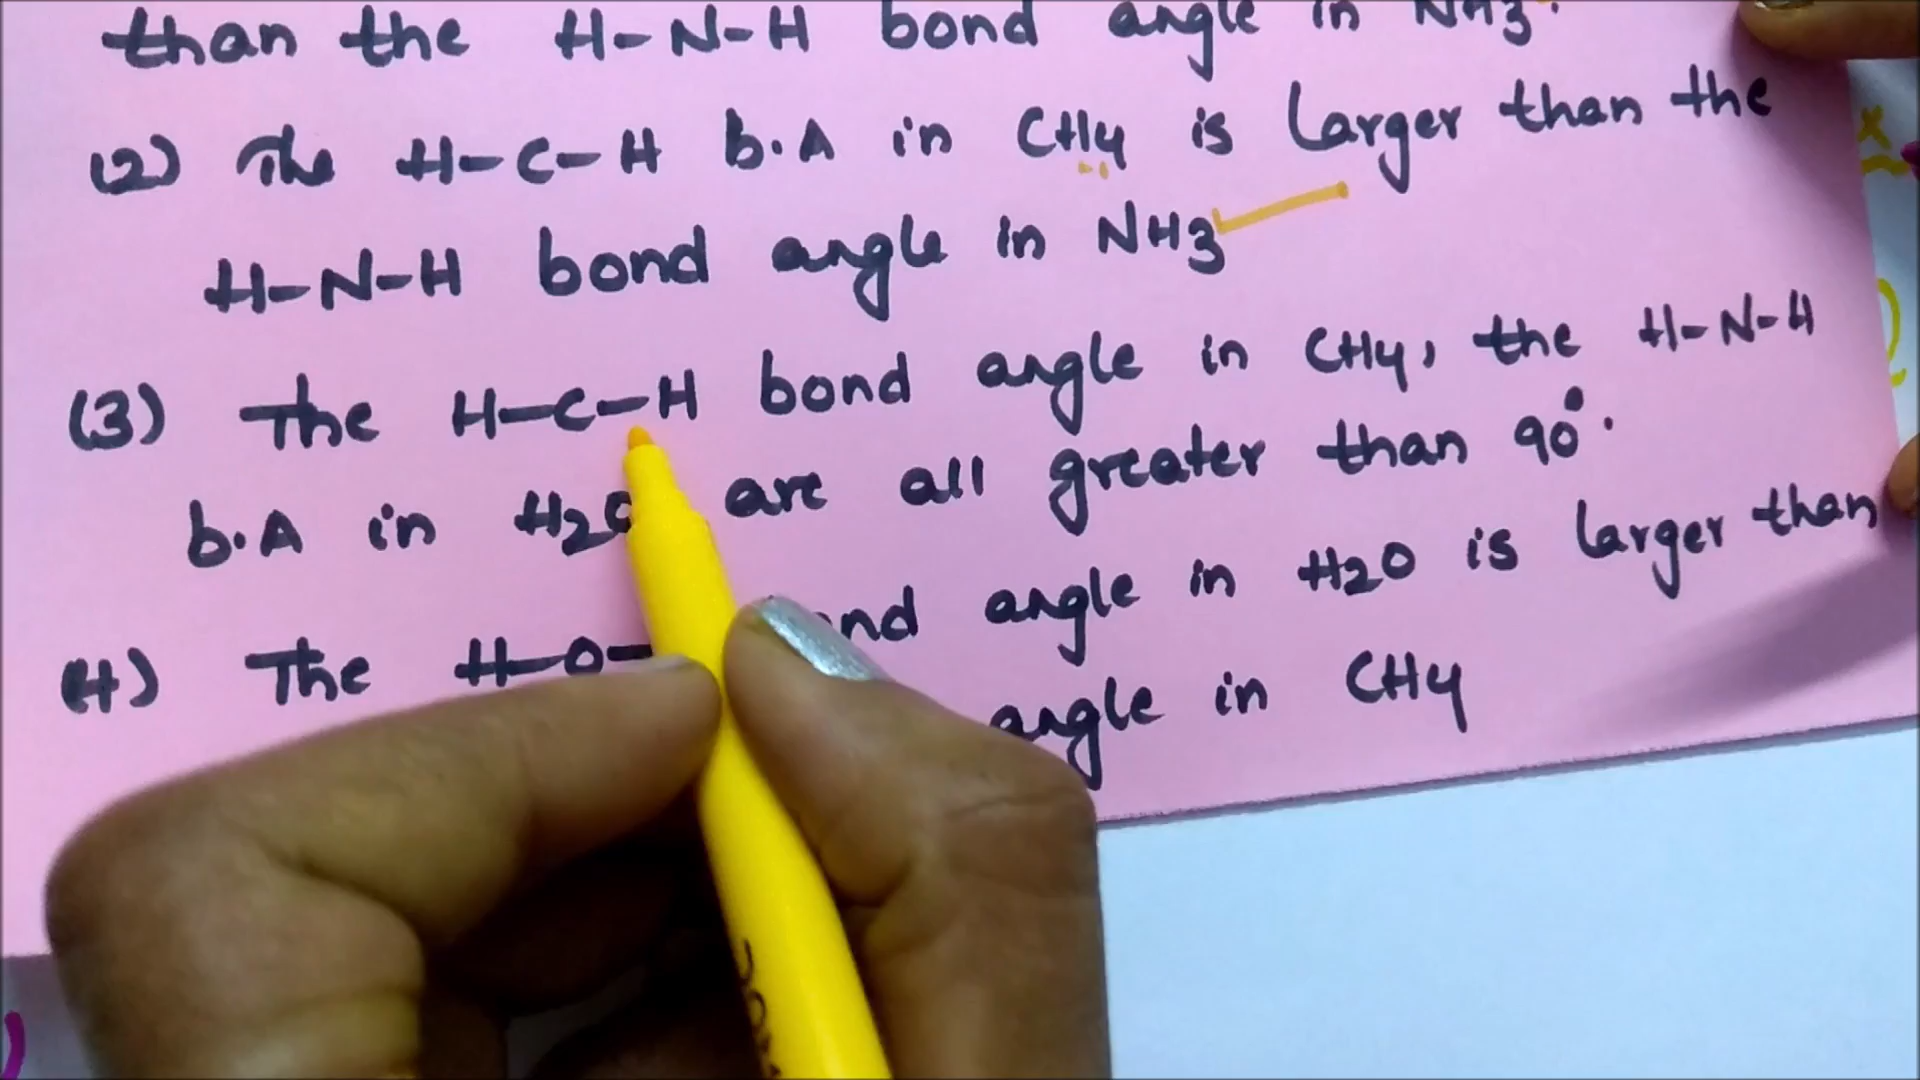 than the H-N-H bond angle in NH3.
(2) The H-C-H b.A in CH4 is larger than the
H-N-H bond angle in NH3
(3) The H-C-H bond angle in CH4, the H-N-H
b.A in H2O are all greater than 90°.
(4) The H-O- angle in H2O is larger than
angle in CH4